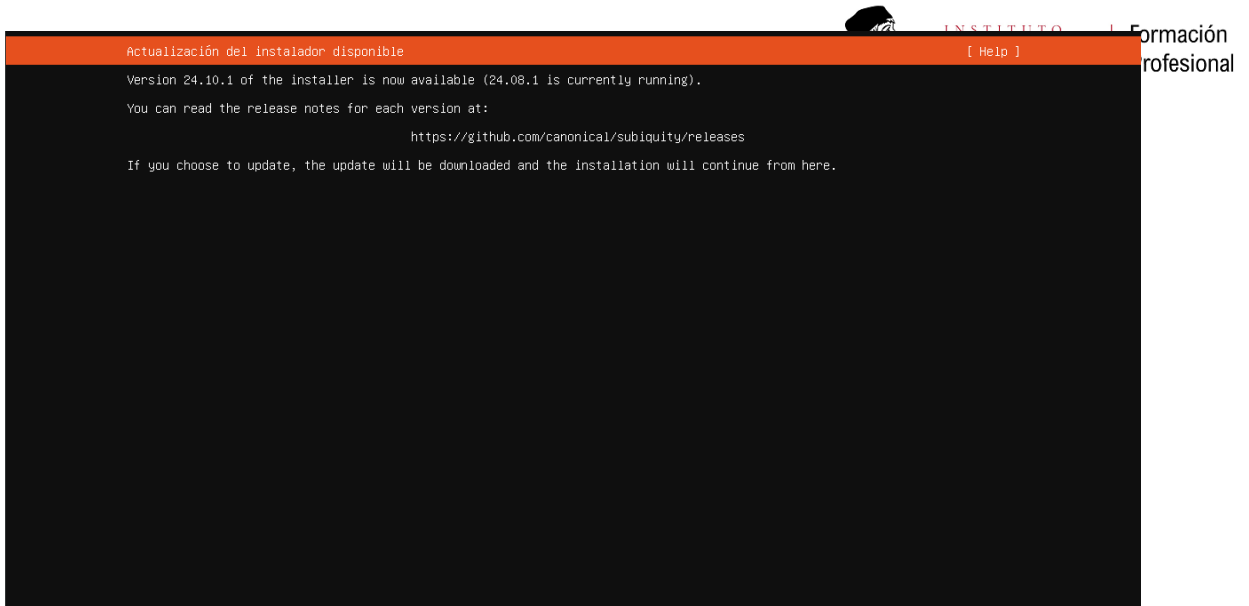 INSTITUTO
Formación
Profesional
Actualización del instalador disponible [ Help ]
Version 24.10.1 of the installer is now available (24.08.1 is currently running).
You can read the release notes for each version at:
https://github.com/canonical/subiquity/releases
If you choose to update, the update will be downloaded and the installation will continue from here.